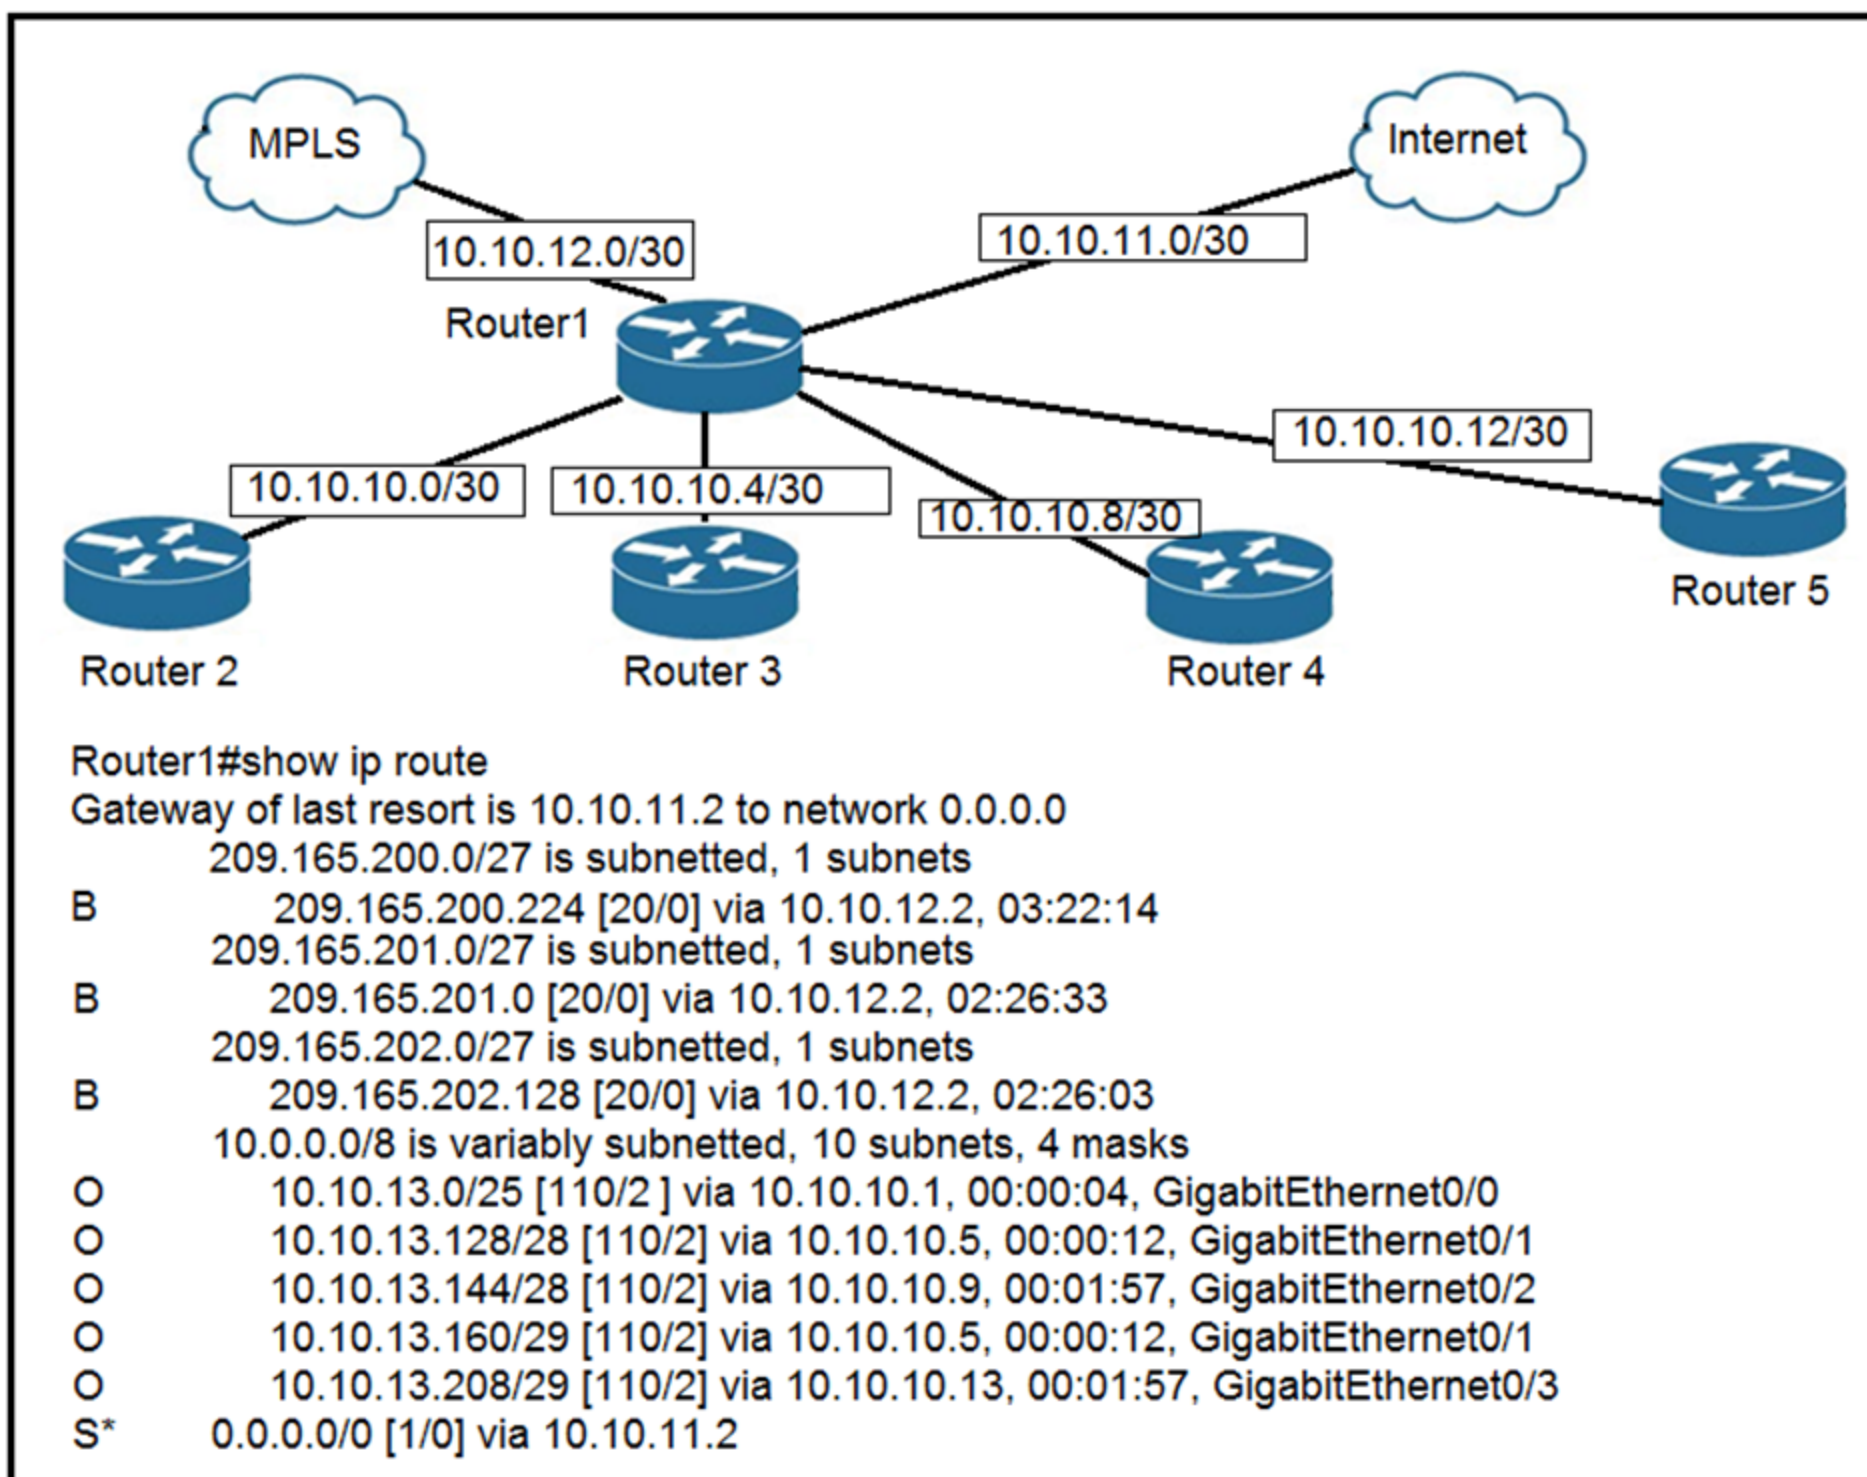 MPLS
Internet
10.10.12.0/30
10.10.11.0/30
Router1
10.10.10.12/30
10.10.10.0/30
10.10.10.4/30
10.10.10.8/30
Router 5
Router 2
Router 3
Router 4
Router1#show ip route
Gateway of last resort is 10.10.11.2 to network 0.0.0.0
209.165.200.0/27 is subnetted, 1 subnets
B 209.165.200.224 [20/0] via 10.10.12.2, 03:22:14
209.165.201.0/27 is subnetted, 1 subnets
B 209.165.201.0 [20/0] via 10.10.12.2, 02:26:33
209.165.202.0/27 is subnetted, 1 subnets
B 209.165.202.128 [20/0] via 10.10.12.2, 02:26:03
10.0.0.0/8 is variably subnetted, 10 subnets, 4 masks
O 10.10.13.0/25 [110/2 ] via 10.10.10.1, 00:00:04, GigabitEthernet0/0
O 10.10.13.128/28 [110/2] via 10.10.10.5, 00:00:12, GigabitEthernet0/1
O 10.10.13.144/28 [110/2] via 10.10.10.9, 00:01:57, GigabitEthernet0/2
O 10.10.13.160/29 [110/2] via 10.10.10.5, 00:00:12, GigabitEthernet0/1
O 10.10.13.208/29 [110/2] via 10.10.10.13, 00:01:57, GigabitEthernet0/3
S* 0.0.0.0/0 [1/0] via 10.10.11.2